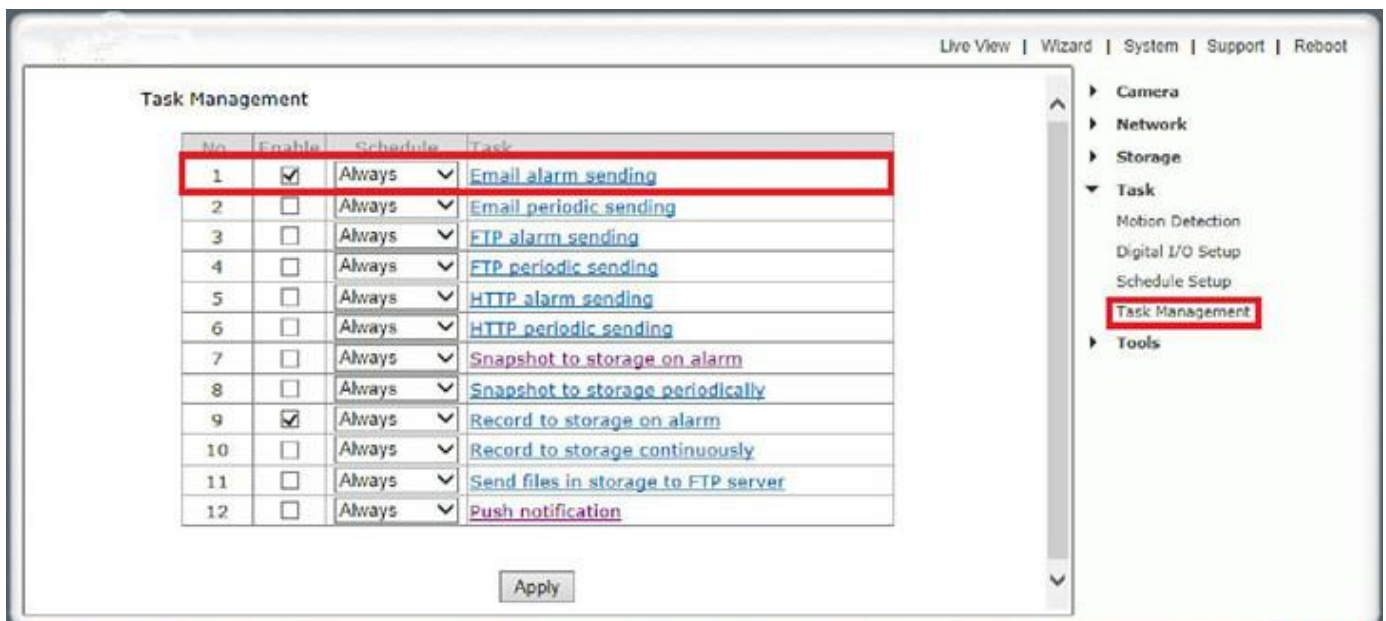 Live View | Wizard | System | Support | Reboot
Task Management
No. Enable Schedule Task
1 Always Email alarm sending
2 Always Email periodic sending
3 Always FTP alarm sending
4 Always FTP periodic sending
5 Always HTTP alarm sending
6 Always HTTP periodic sending
7 Always Snapshot to storage on alarm
8 Always Snapshot to storage periodically
9 Always Record to storage on alarm
10 Always Record to storage continuously
11 Always Send files in storage to FTP server
12 Always Push notification
Apply
Camera
Network
Storage
Task
Motion Detection
Digital I/O Setup
Schedule Setup
Task Management
Tools